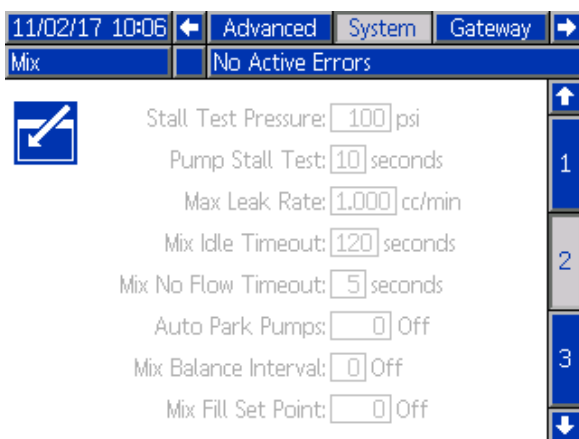 11/02/17 10:06 Advanced System Gateway
Mix No Active Errors
Stall Test Pressure: 100 psi
Pump Stall Test: 10 seconds
Max Leak Rate: 1.000 cc/min
Mix Idle Timeout: 120 seconds
Mix No Flow Timeout: 5 seconds
Auto Park Pumps: 0 Off
Mix Balance Interval: 0 Off
Mix Fill Set Point: 0 Off
1
2
3